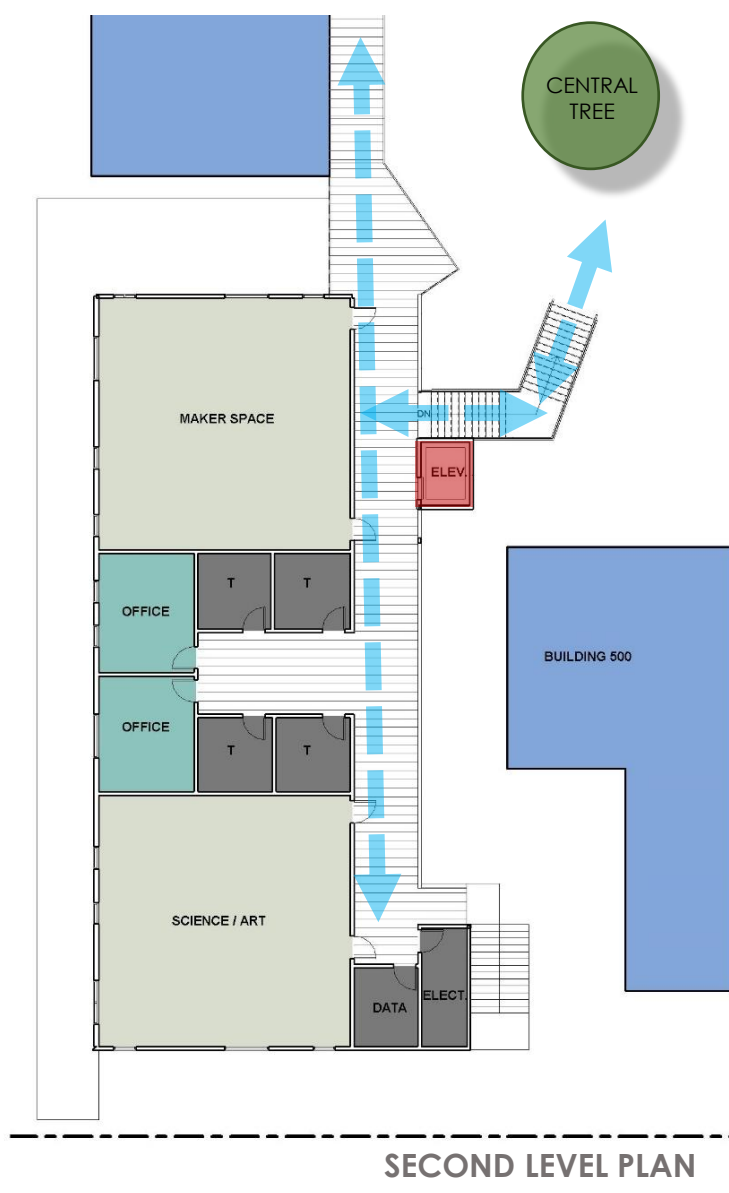 CENTRAL
TREE
MAKER SPACE
DN
ELEV.
OFFICE
T
T
BUILDING 500
OFFICE
T
T
SCIENCE / ART
DATA
ELECT.
SECOND LEVEL PLAN